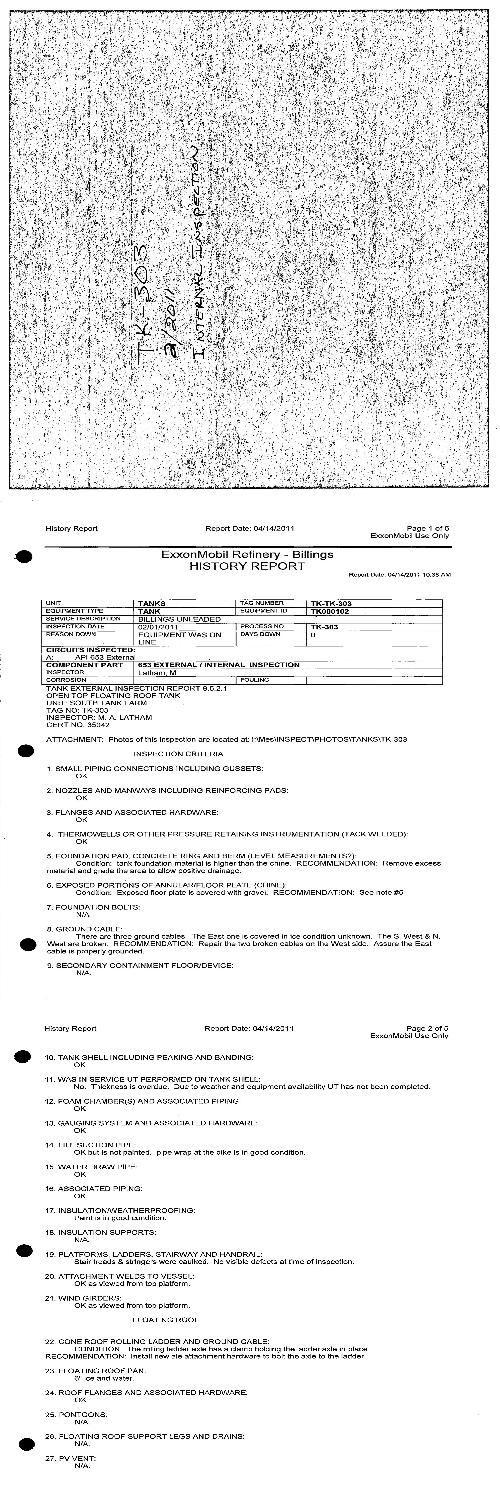 TK-303
2/2011
INTERNAL INSPECTION
History Report Report Date: 04/14/2011 Page 1 of 5
ExxonMobil Use Only
ExxonMobil Refinery - Billings
HISTORY REPORT
Report Date: 04/14/2011 10:38 AM
UNIT TANKS TAG NUMBER TK-TK-303
EQUIPMENT TYPE TANK EQUIPMENT ID TK000102
SERVICE DESCRIPTION BILLINGS UNLEADED
INSPECTION DATE 02/01/2011 PROCESS NO TK-303
REASON DOWN EQUIPMENT WAS ON LINE DAYS DOWN 0
CIRCUITS INSPECTED:
A: API 653 External
COMPONENT PART 653 EXTERNAL / INTERNAL INSPECTION
INSPECTOR Latham, M
CORROSION FOULING
TANK EXTERNAL INSPECTION REPORT 6.5.2.1
OPEN TOP FLOATING ROOF TANK
UNIT: SOUTH TANK FARM
TAG NO: TK-303
INSPECTOR: M. A. LATHAM
CERT NO. 35942
ATTACHMENT: Photos of this inspection are located at: I:\Mes\INSPECT\PHOTOS\TANKS\TK 303
INSPECTION CRITERIA
1. SMALL PIPING CONNECTIONS INCLUDING GUSSETS:
OK
2. NOZZLES AND MANWAYS INCLUDING REINFORCING PADS:
OK
3. FLANGES AND ASSOCIATED HARDWARE:
OK
4. THERMOWELLS OR OTHER PRESSURE RETAINING INSTRUMENTATION (TACK WELDED):
OK
5. FOUNDATION PAD, CONCRETE RING AND BERM (LEVEL MEASUREMENTS?):
Condition: tank foundation material is higher than the chine. RECOMMENDATION: Remove excess
material and grade the area to allow positive drainage.
6. EXPOSED PORTIONS OF ANNULAR/FLOOR PLATE (CHINE):
Condition: Exposed floor plate is covered with gravel. RECOMMENDATION: See note #5
7. FOUNDATION BOLTS:
N/A
8. GROUND CABLE:
There are three ground cables. The East one is covered in ice condition unknown. The S. West & N.
West are broken. RECOMMENDATION: Repair the two broken cables on the West side. Assure the East
cable is properly grounded.
9. SECONDARY CONTAINMENT FLOOR/DEVICE:
N/A.
History Report Report Date: 04/14/2011 Page 2 of 5
ExxonMobil Use Only
10. TANK SHELL INCLUDING PEAKING AND BANDING:
OK
11. WAS IN SERVICE UT PERFORMED ON TANK SHELL:
No. Thickness is overdue. Due to weather and equipment availability UT has not been completed.
12. FOAM CHAMBER(S) AND ASSOCIATED PIPING
OK
13. GAUGING SYSTEM AND ASSOCIATED HARDWARE:
OK
14. FILL SUCTION PIPE:
OK but is not painted. pipe wrap at the dike is in good condition.
15. WATER DRAW PIPE:
OK
16. ASSOCIATED PIPING:
OK
17. INSULATION/WEATHERPROOFING:
Paint is in good condition.
18. INSULATION SUPPORTS:
N/A.
19. PLATFORMS, LADDERS, STAIRWAY AND HANDRAIL:
Stair treads & stringers were caulked. No visible defects at time of inspection.
20. ATTACHMENT WELDS TO VESSEL:
OK as viewed from top platform.
21. WIND GIRDERS:
OK as viewed from top platform.
FLOATING ROOF
22. CONE ROOF ROLLING LADDER AND GROUND CABLE:
CONDITION: The rolling ladder axle has a clamp holding the ladder axle in place
RECOMMENDATION: Install new axle attachment hardware to bolt the axle to the ladder
23. FLOATING ROOF PAN:
ice and water.
24. ROOF FLANGES AND ASSOCIATED HARDWARE:
OK
25. PONTOONS:
N/A.
26. FLOATING ROOF SUPPORT LEGS AND DRAINS:
N/A.
27. PV VENT:
N/A.